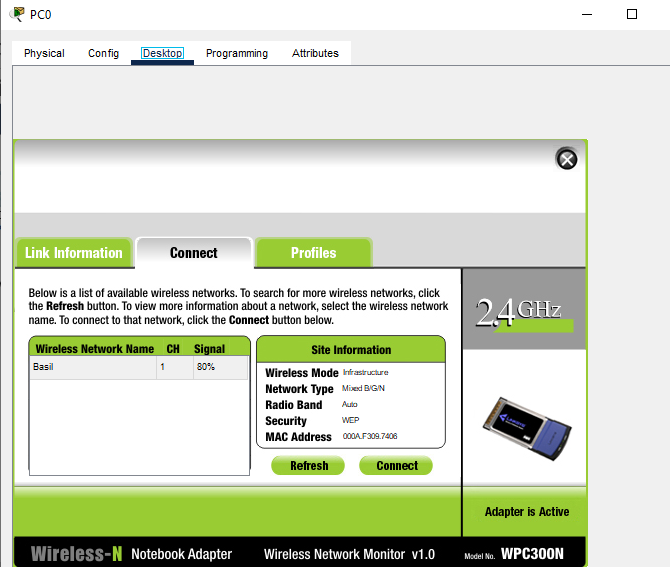 PC0
Physical Config Desktop Programming Attributes
Link Information Connect Profiles
Below is a list of available wireless networks. To search for more wireless networks, click
the Refresh button. To view more information about a network, select the wireless network
name. To connect to that network, click the Connect button below.
2.4GHz
Wireless Network Name CH Signal
Basil 1 80%
Site Information
Wireless Mode Infrastructure
Network Type Mixed B/G/N
Radio Band Auto
Security WEP
MAC Address 000A.F309.7406
Refresh Connect
Adapter is Active
Wireless-N Notebook Adapter Wireless Network Monitor v1.0 Model No. WPC300N